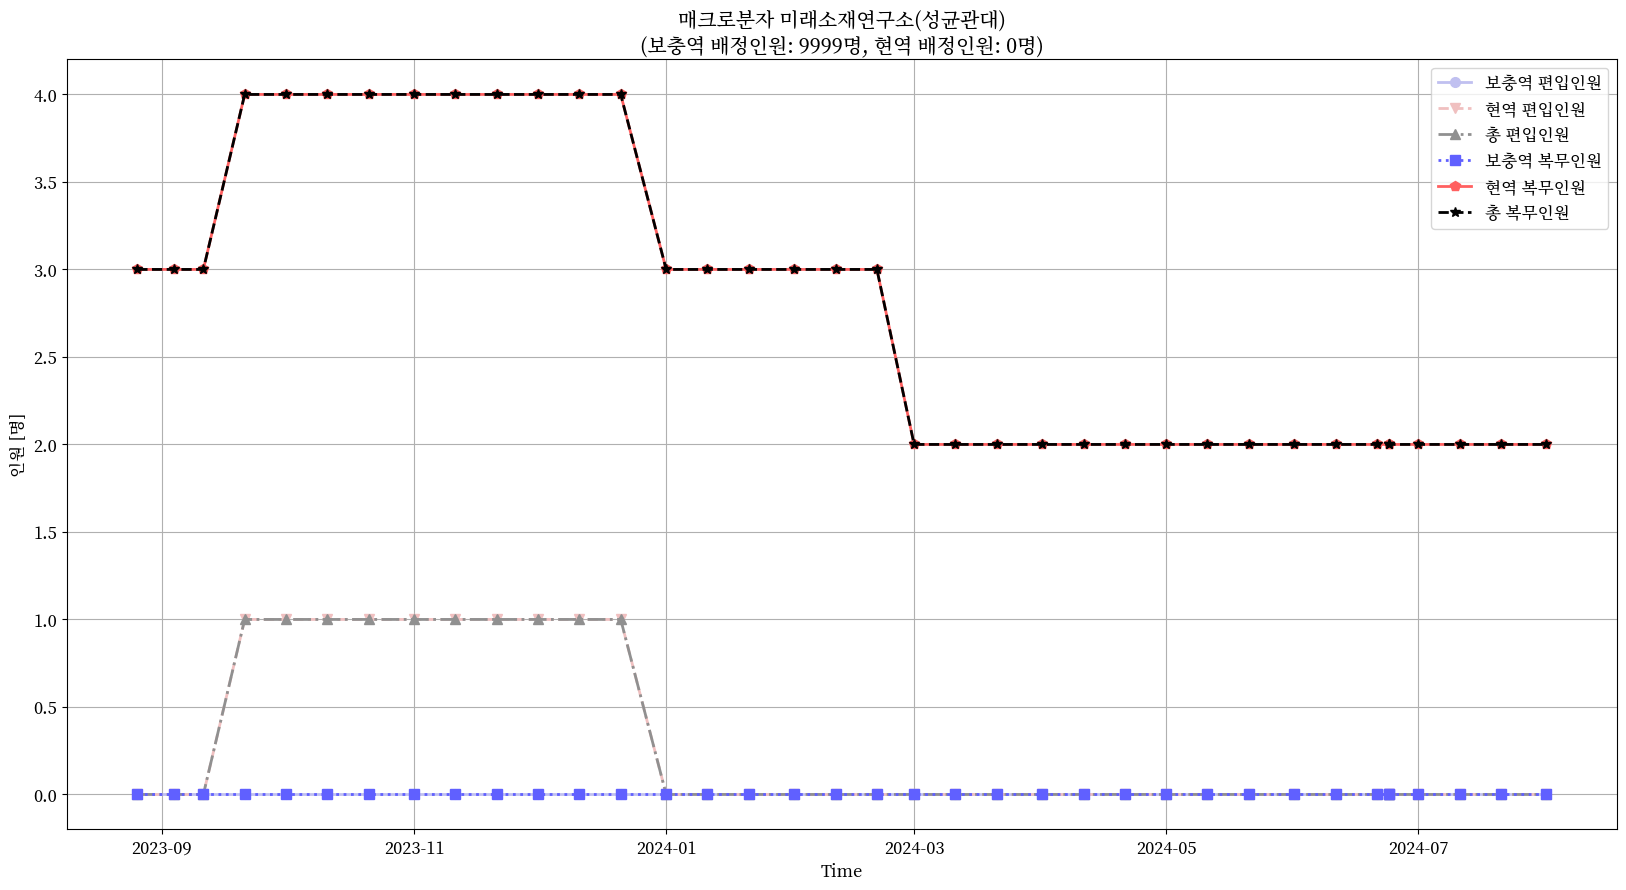 매크로분자 미래소재연구소(성균관대)
(보충역 배정인원: 9999명, 현역 배정인원: 0명)
보충역 편입인원
현역 편입인원
총 편입인원
보충역 복무인원
현역 복무인원
총 복무인원
4.0
3.5
3.0
2.5
2.0
1.5
1.0
0.5
0.0
인원 [명]
2023-09
2023-11
2024-01
2024-03
2024-05
2024-07
Time